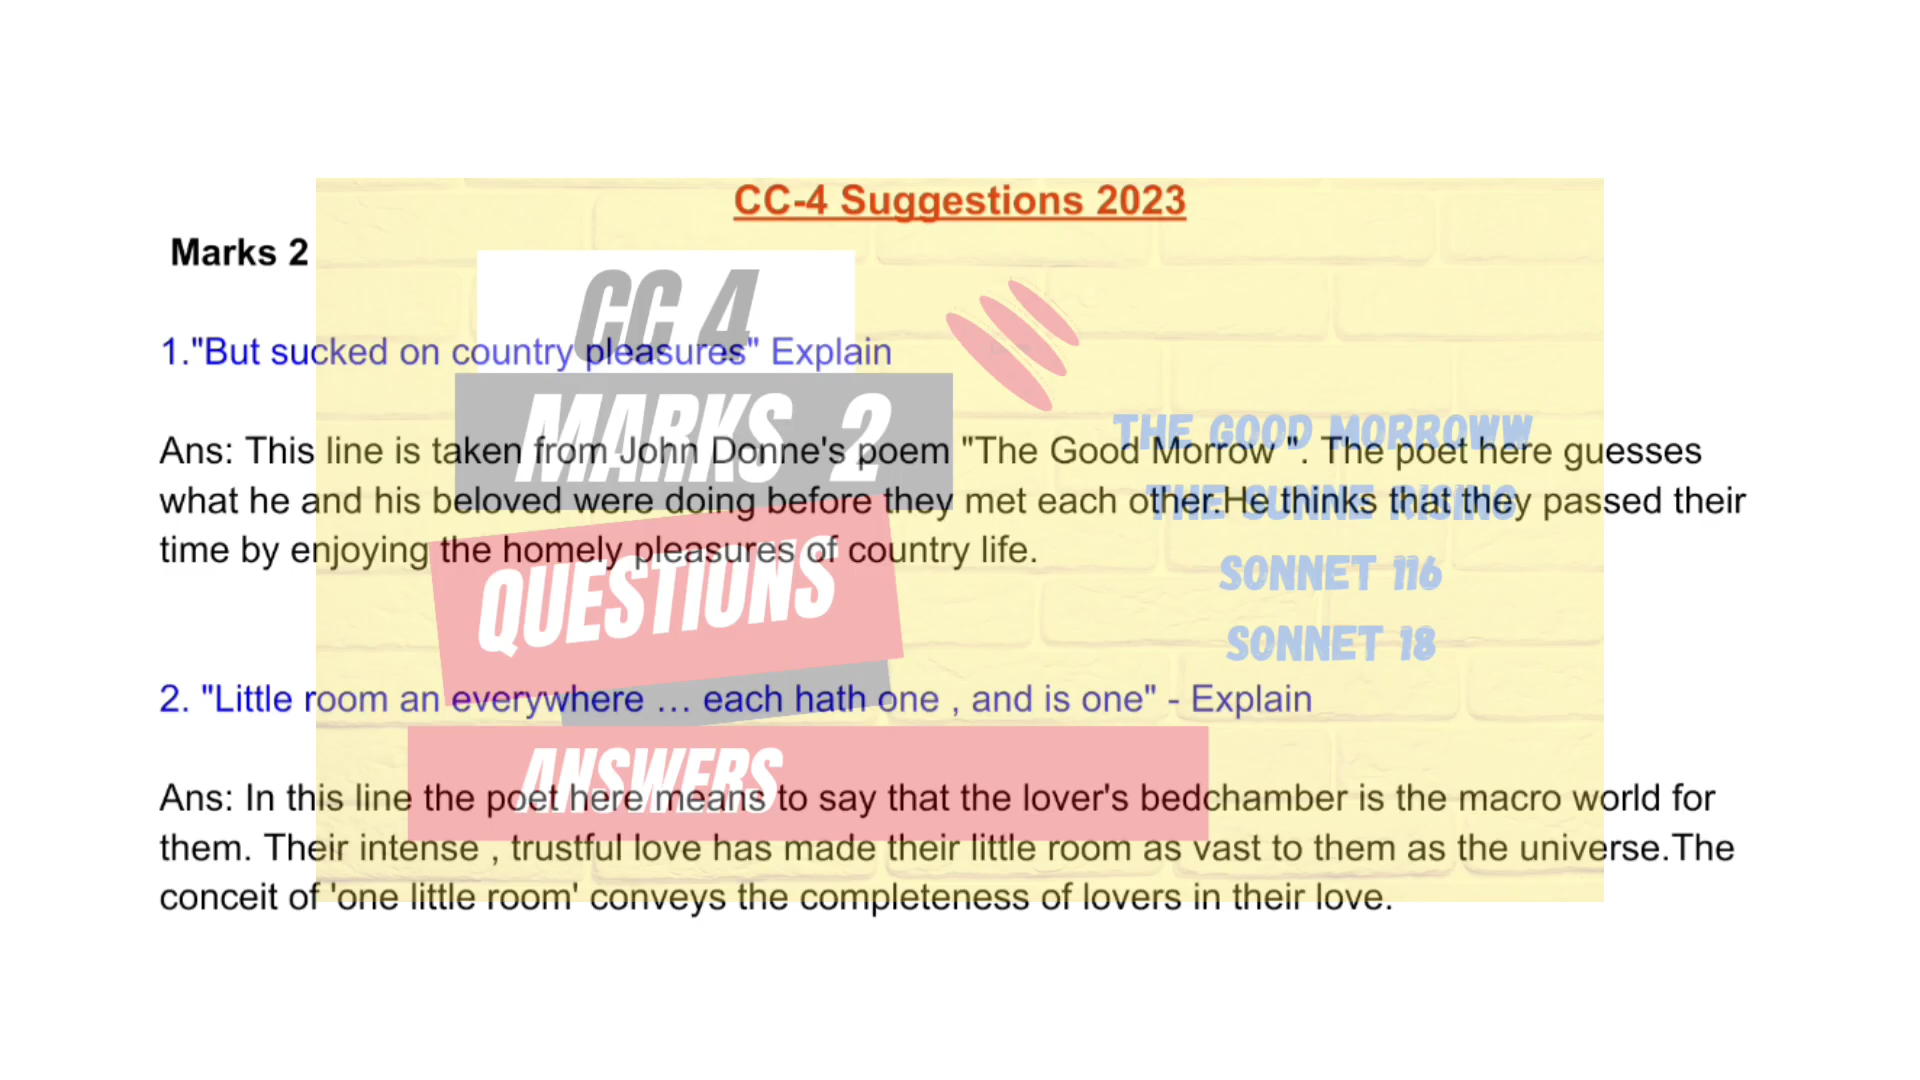 CC-4 Suggestions 2023
Marks 2
CC 4
1."But sucked on country pleasures" Explain
MARKS 2
THE GOOD MORROWW
Ans: This line is taken from John Donne's poem "The Good Morrow ". The poet here guesses
what he and his beloved were doing before they met each other.He thinks that they passed their
THE SUNNE RISING
time by enjoying the homely pleasures of country life.
QUESTIONS
SONNET 116
SONNET 18
2. "Little room an everywhere … each hath one , and is one" - Explain
ANSWERS
Ans: In this line the poet here means to say that the lover's bedchamber is the macro world for
them. Their intense , trustful love has made their little room as vast to them as the universe.The
conceit of 'one little room' conveys the completeness of lovers in their love.